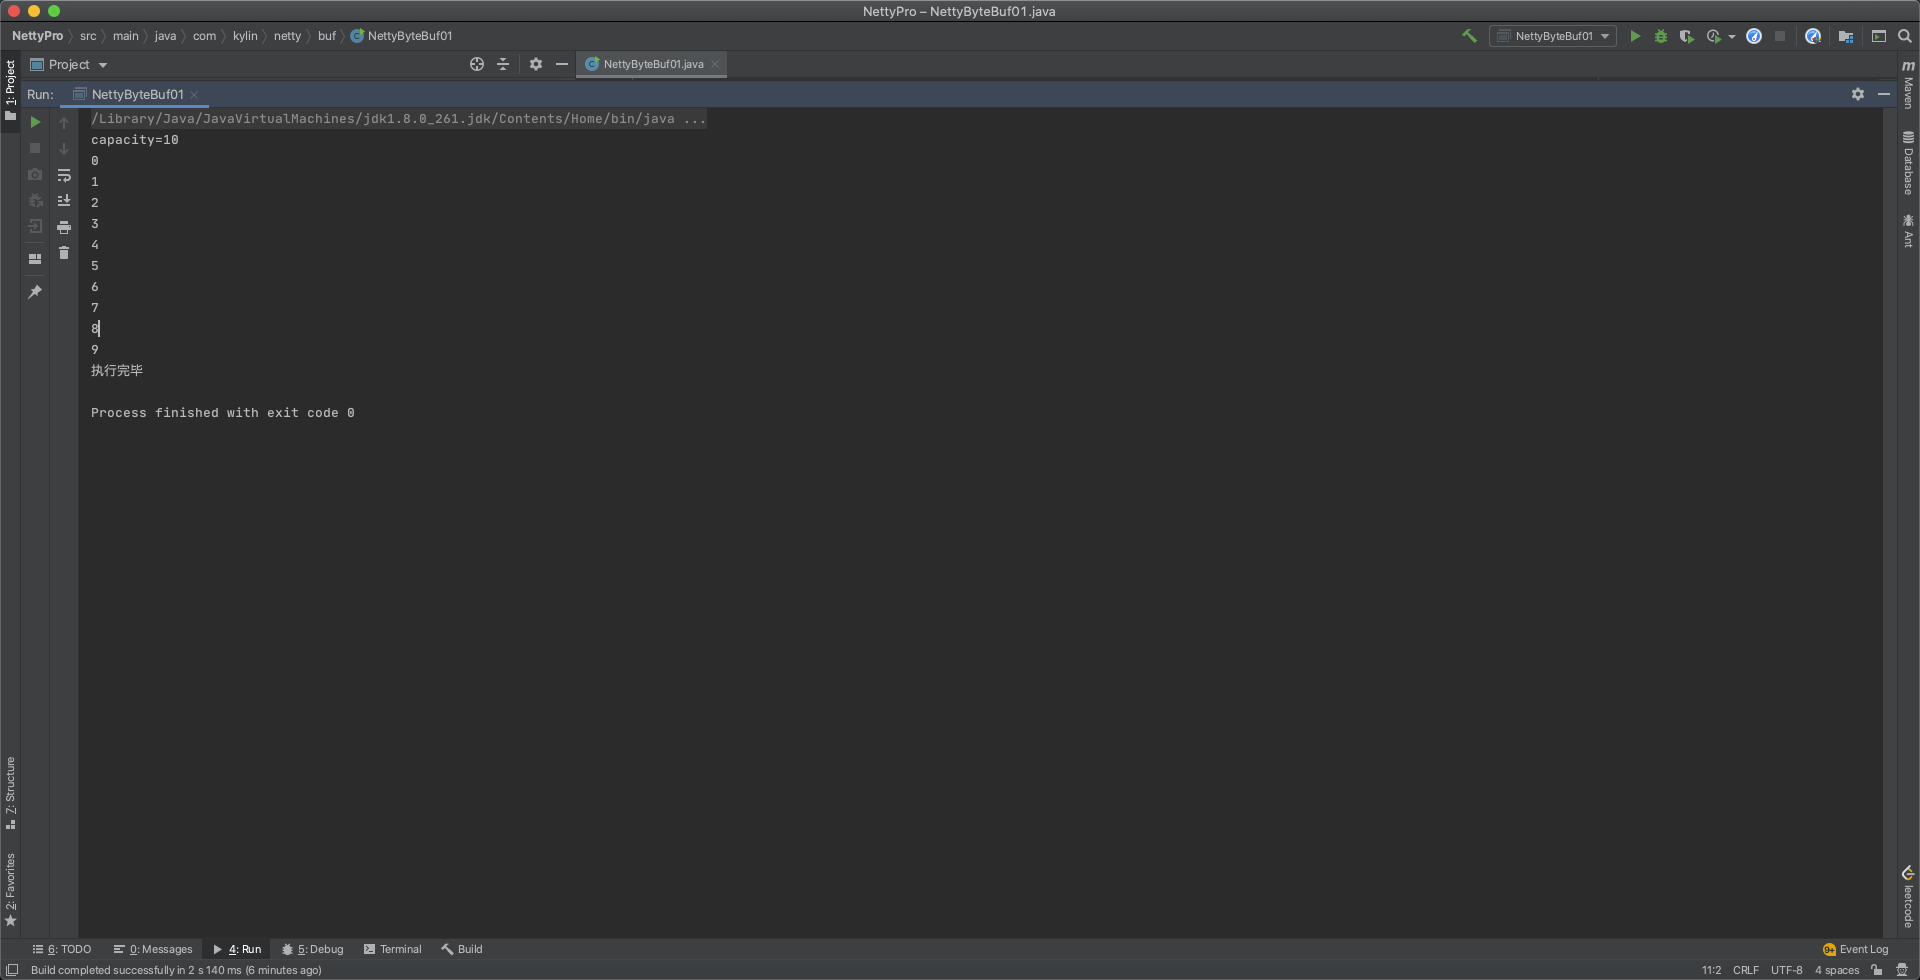 NettyPro – NettyByteBuf01.java
NettyPro src main java com kylin netty buf NettyByteBuf01
NettyByteBuf01
Project
NettyByteBuf01.java
Run: NettyByteBuf01
/Library/Java/JavaVirtualMachines/jdk1.8.0_261.jdk/Contents/Home/bin/java ...
capacity=10
0
1
2
3
4
5
6
7
8
9
执行完毕
Process finished with exit code 0
1: Project
7: Structure
2: Favorites
m Maven
Database
Ant
leetcode
6: TODO 0: Messages 4: Run 5: Debug Terminal Build
9+ Event Log
Build completed successfully in 2 s 140 ms (6 minutes ago)
11:2 CRLF UTF-8 4 spaces